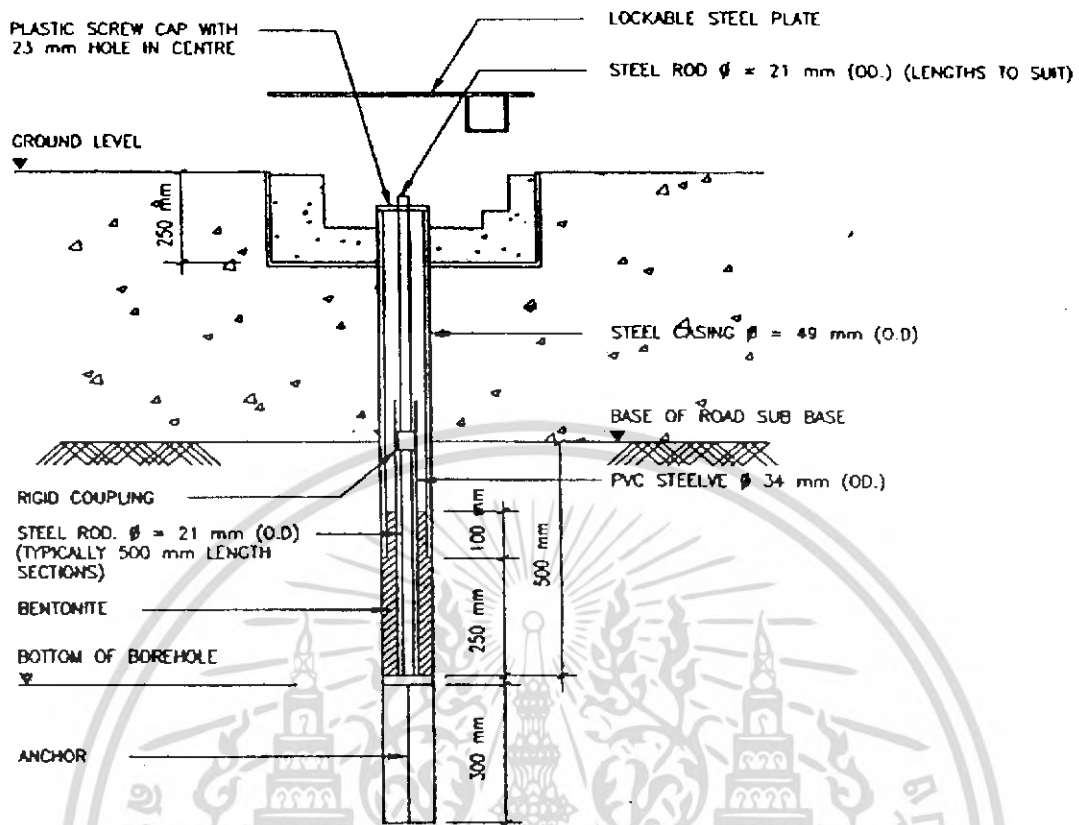 PLASTIC SCREW CAP WITH
23 mm HOLE IN CENTRE
LOCKABLE STEEL PLATE
STEEL ROD ϕ = 21 mm (OD.) (LENGTHS TO SUIT)
GROUND LEVEL
250 mm
STEEL CASING ϕ = 49 mm (O.D)
BASE OF ROAD SUB BASE
PVC STEELVE ϕ 34 mm (OD.)
RIGID COUPLING
STEEL ROD. ϕ = 21 mm (O.D)
(TYPICALLY 500 mm LENGTH
SECTIONS)
100 mm
500 mm
BENTONITE
250 mm
BOTTOM OF BOREHOLE
ANCHOR
300 mm